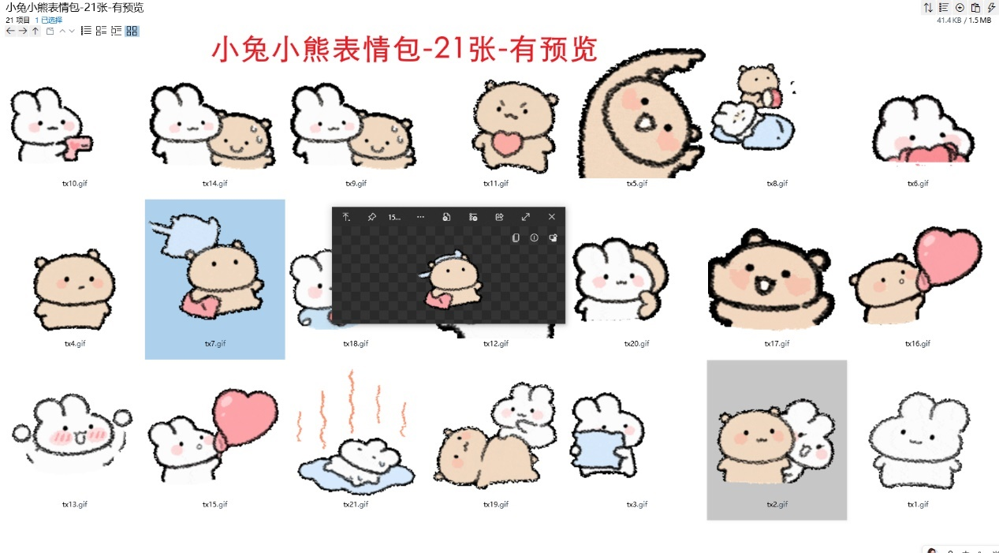 小兔小熊表情包-21张-有预览
21 项目 1 已选择
41.4 KB / 1.5 MB
小兔小熊表情包-21张-有预览
tx10.gif
tx14.gif
tx9.gif
tx11.gif
tx5.gif
tx8.gif
tx6.gif
15...
tx4.gif
tx7.gif
tx18.gif
tx12.gif
tx20.gif
tx17.gif
tx16.gif
tx13.gif
tx15.gif
tx21.gif
tx19.gif
tx3.gif
tx2.gif
tx1.gif